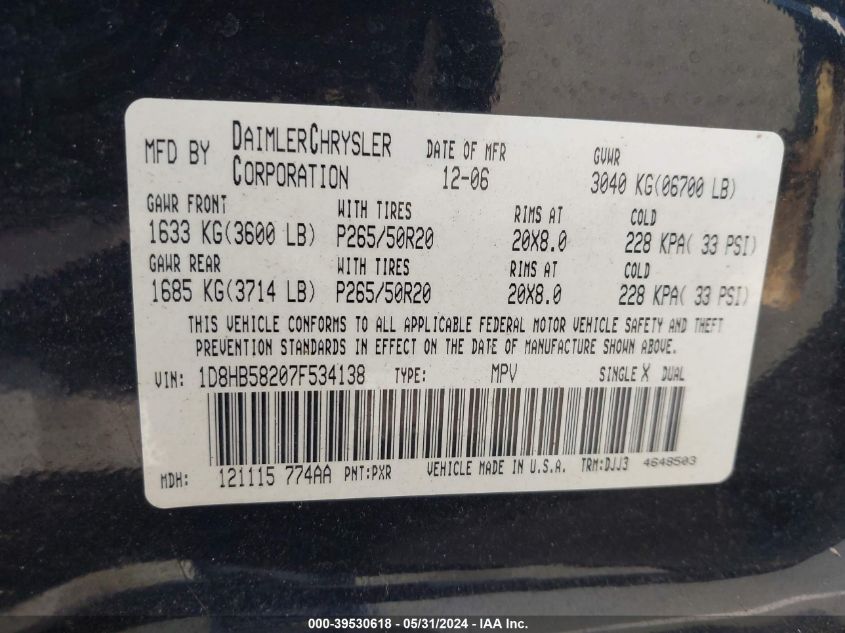 MFD BY DAIMLERCHRYSLER CORPORATION DATE OF MFR 12-06 GVWR 3040 KG(06700 LB)
GAWR FRONT WITH TIRES RIMS AT COLD
1633 KG(3600 LB) P265/50R20 20X8.0 228 KPA( 33 PSI)
GAWR REAR WITH TIRES RIMS AT COLD
1685 KG(3714 LB) P265/50R20 20X8.0 228 KPA( 33 PSI)
THIS VEHICLE CONFORMS TO ALL APPLICABLE FEDERAL MOTOR VEHICLE SAFETY AND THEFT
PREVENTION STANDARDS IN EFFECT ON THE DATE OF MANUFACTURE SHOWN ABOVE.
VIN: 1D8HB58207F534138 TYPE: MPV SINGLE X DUAL
MDH: 121115 774AA PNT:PXR VEHICLE MADE IN U.S.A. TRM:DJJ3 4648503
000-39530618 - 05/31/2024 - IAA Inc.